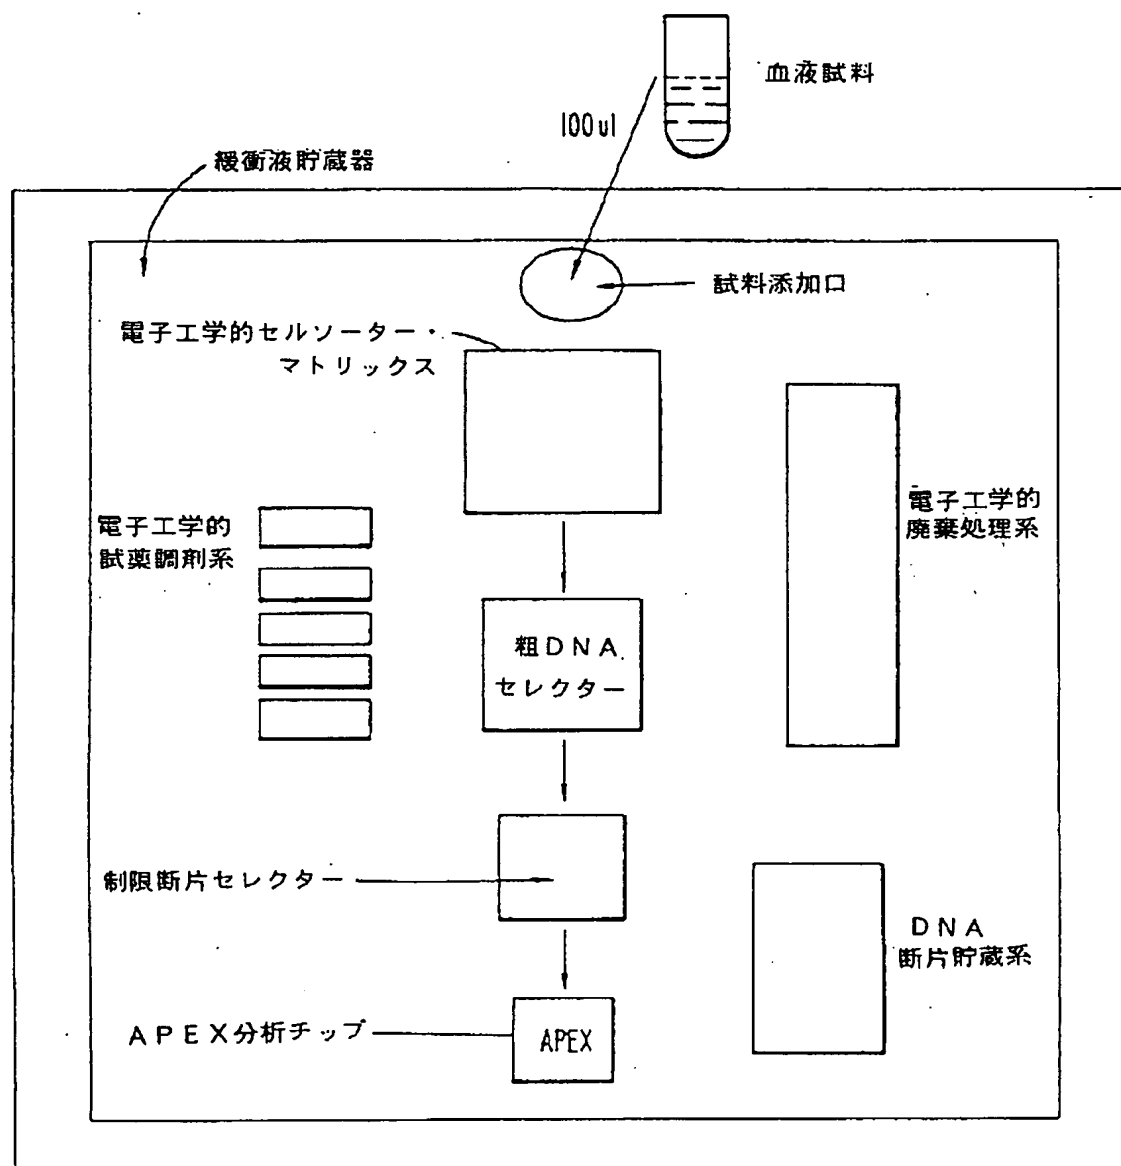 血液試料
100ul
緩衝液貯蔵器
試料添加口
電子工学的セルソーター・
マトリックス
電子工学的
試薬調剤系
電子工学的
廃棄処理系
粗DNA
セレクター
制限断片セレクター
DNA
断片貯蔵系
APEX分析チップ
APEX